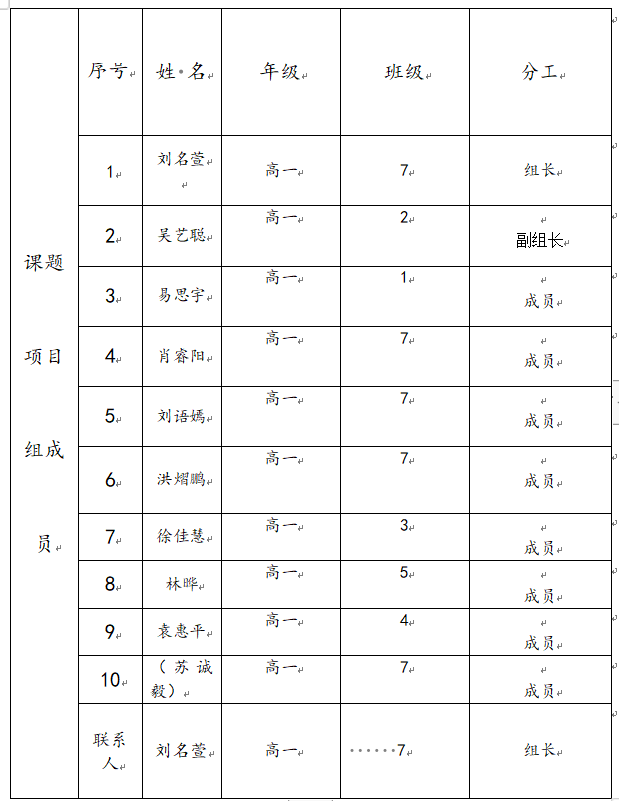 课题
项目
组成
员
序号 姓 名 年级 班级 分工
1 刘名萱 高一 7 组长
2 吴艺聪 高一 2 副组长
3 易思宇 高一 1 成员
4 肖睿阳 高一 7 成员
5 刘语嫣 高一 7 成员
6 洪熠鹏 高一 7 成员
7 徐佳慧 高一 3 成员
8 林晔 高一 5 成员
9 袁惠平 高一 4 成员
10 （苏诚
毅） 高一 7 成员
联系
人 刘名萱 高一 7 组长